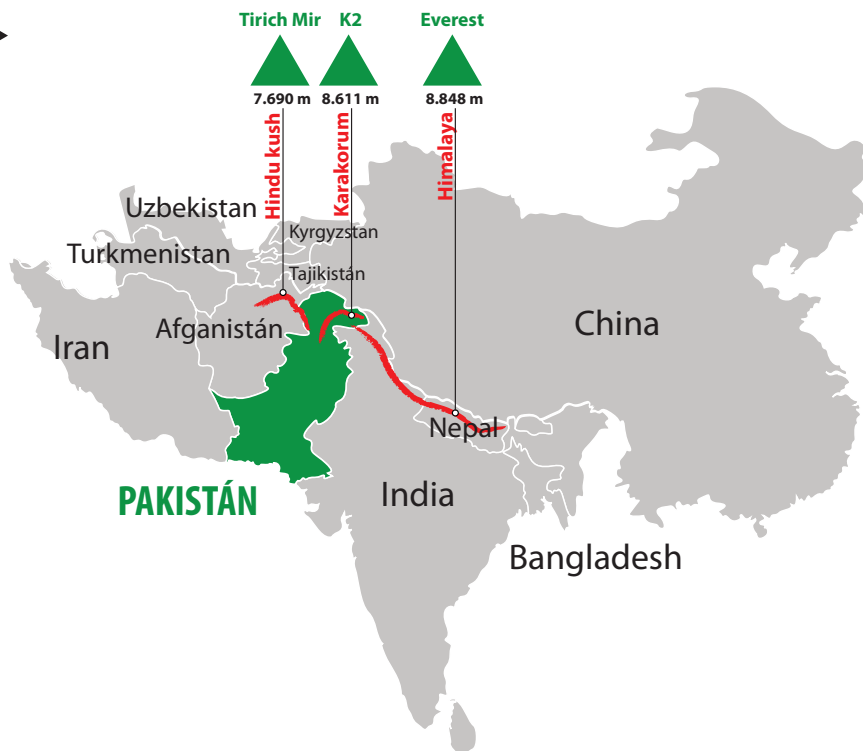 Tirich Mir
K2
Everest
7.690 m
8.611 m
8.848 m
Hindu kush
Karakorum
Himalaya
Uzbekistan
Kyrgyzstan
Turkmenistan
Tajikistán
Afganistán
China
Iran
Nepal
PAKISTÁN
India
Bangladesh